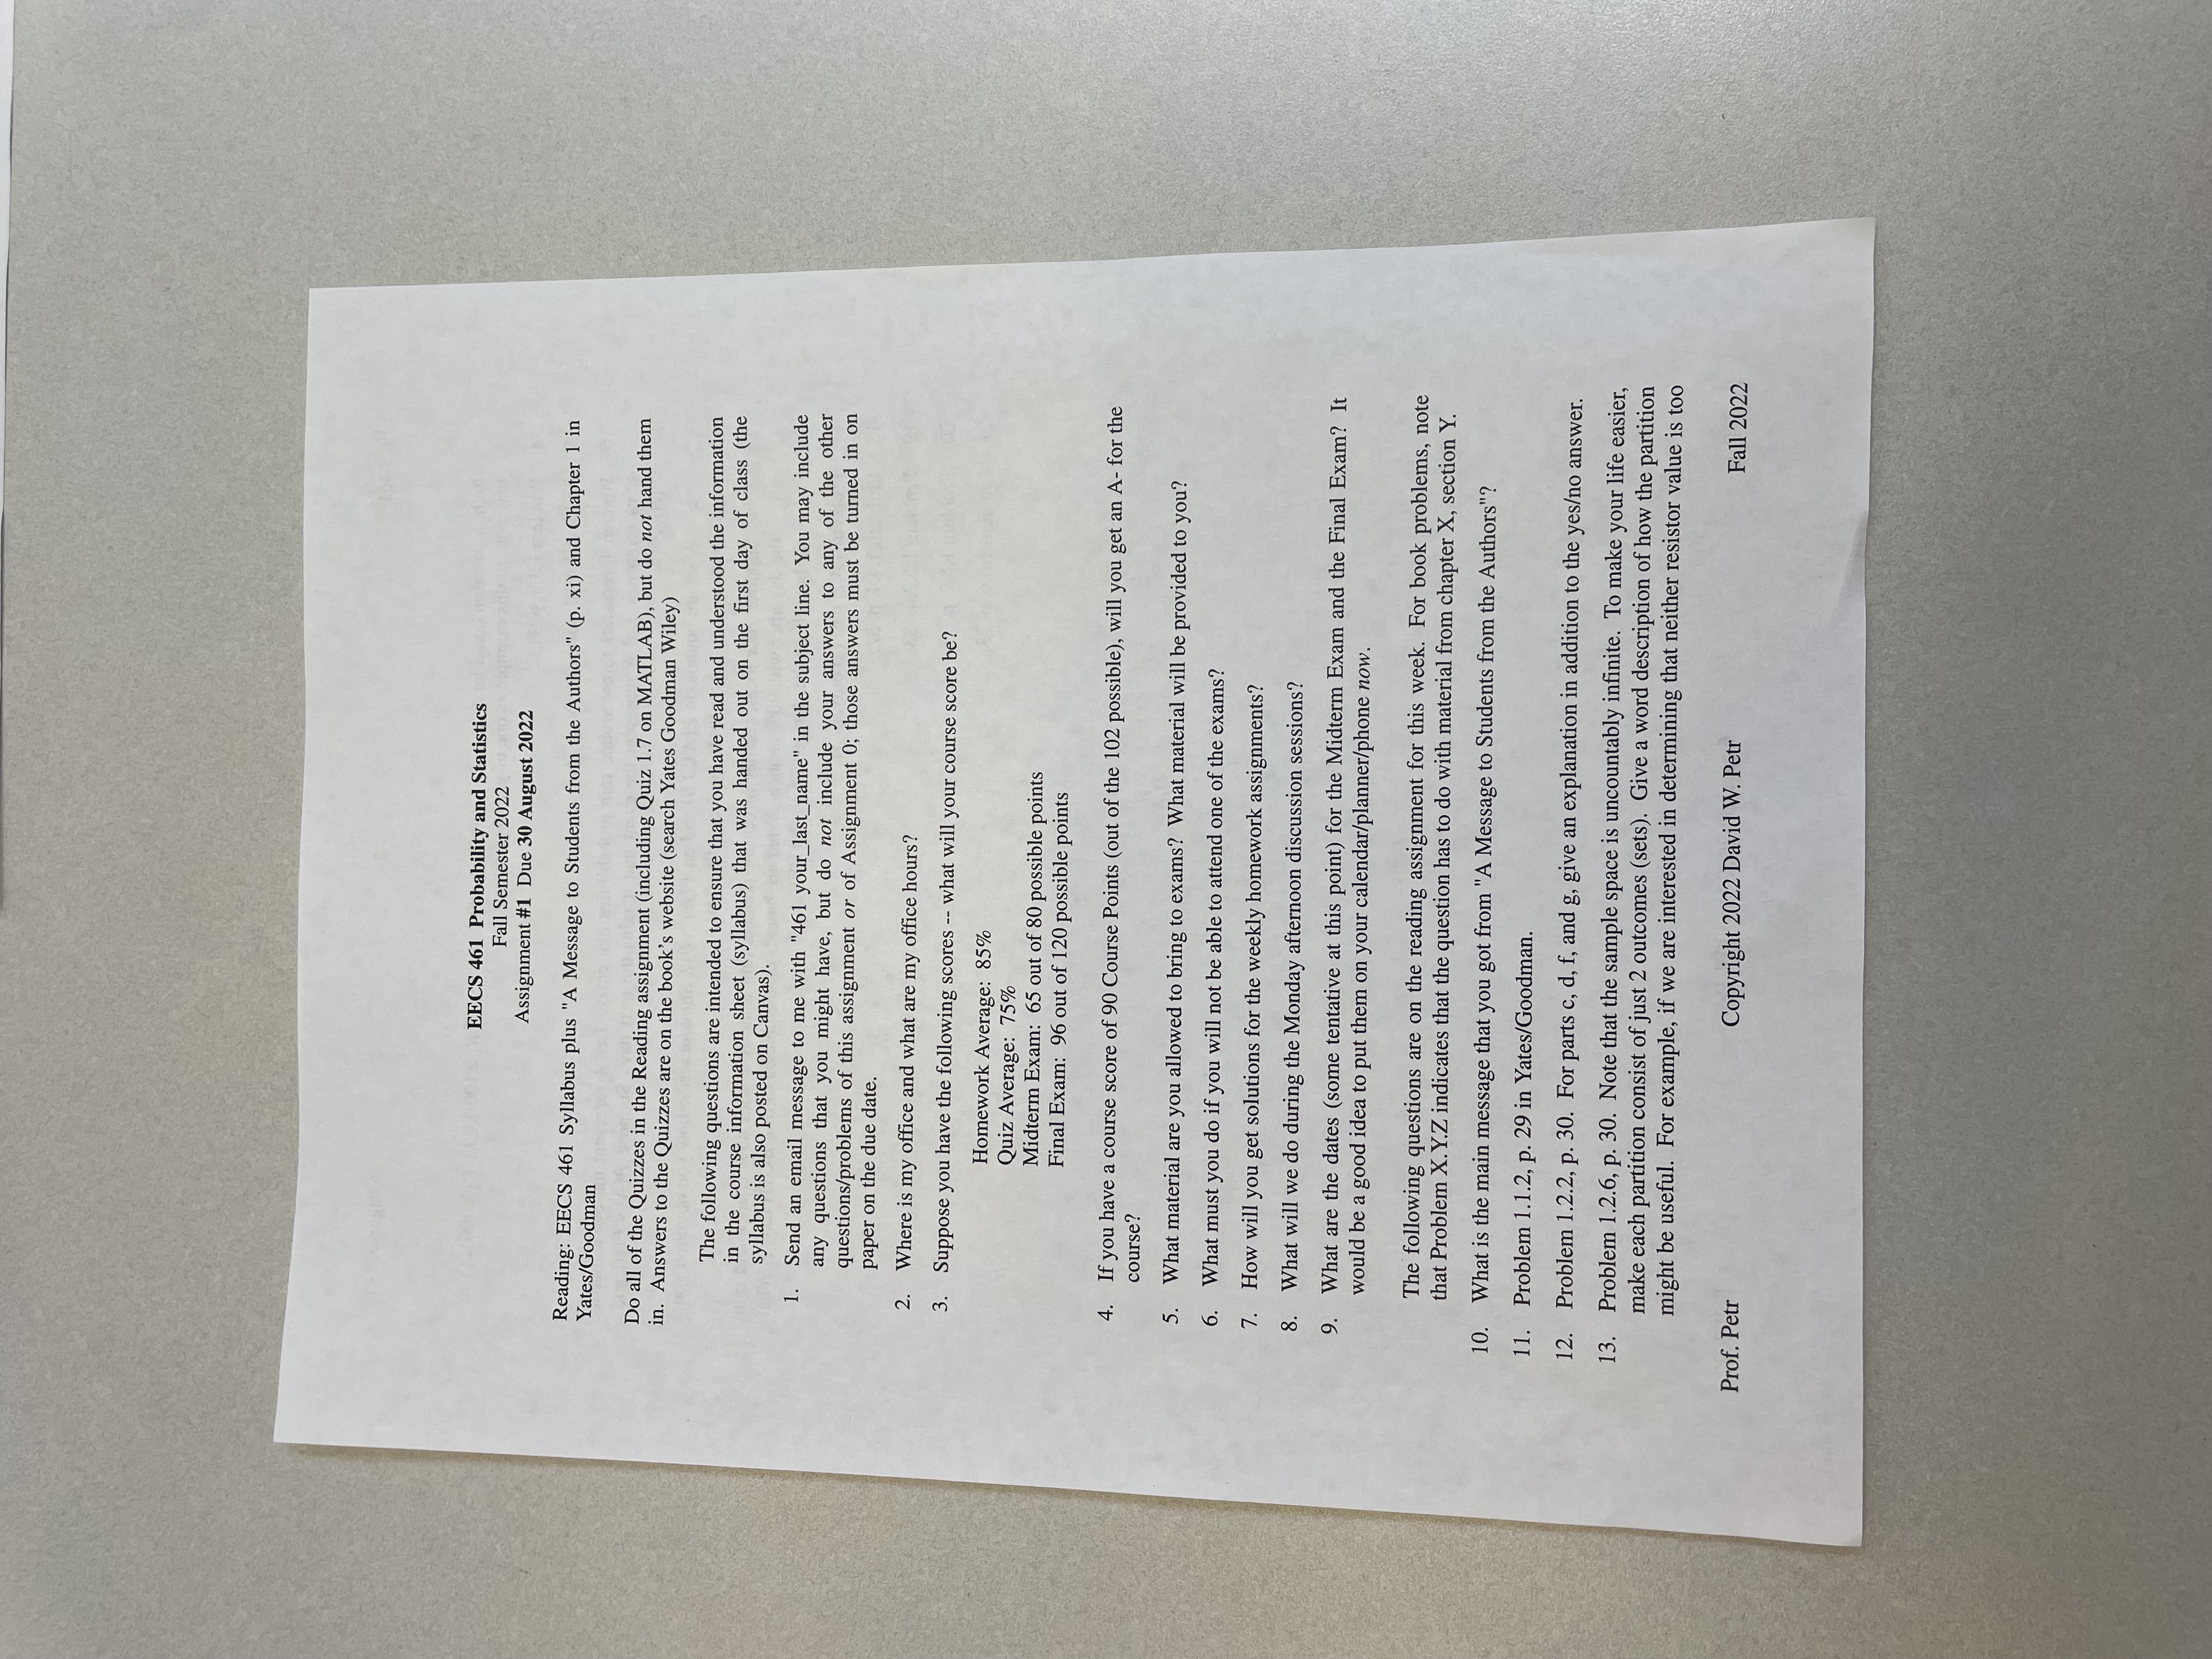 EECS 461 Probability and Statistics
Fall Semester 2022
Assignment #1 Due 30 August 2022
Reading: EECS 461 Syllabus plus "A Message to Students from the Authors" (p. xi) and Chapter 1 in
Yates/Goodman
Do all of the Quizzes in the Reading assignment (including Quiz 1.7 on MATLAB), but do not hand them
in. Answers to the Quizzes are on the book's website (search Yates Goodman Wiley)
The following questions are intended to ensure that you have read and understood the information
in the course information sheet (syllabus) that was handed out on the first day of class (the
syllabus is also posted on Canvas).
1. Send an email message to me with "461 your_last_name" in the subject line. You may include
any questions that you might have, but do not include your answers to any of the other
questions/problems of this assignment or of Assignment 0; those answers must be turned in on
paper on the due date.
2. Where is my office and what are my office hours?
3. Suppose you have the following scores -- what will your course score be?
Homework Average: 85%
Quiz Average: 75%
Midterm Exam: 65 out of 80 possible points
Final Exam: 96 out of 120 possible points
4. If you have a course score of 90 Course Points (out of the 102 possible), will you get an A- for the
course?
5. What material are you allowed to bring to exams? What material will be provided to you?
6. What must you do if you will not be able to attend one of the exams?
7. How will you get solutions for the weekly homework assignments?
8. What will we do during the Monday afternoon discussion sessions?
9. What are the dates (some tentative at this point) for the Midterm Exam and the Final Exam? It
would be a good idea to put them on your calendar/planner/phone now.
The following questions are on the reading assignment for this week. For book problems, note
that Problem X.Y.Z indicates that the question has to do with material from chapter X, section Y.
10. What is the main message that you got from "A Message to Students from the Authors"?
11. Problem 1.1.2, p. 29 in Yates/Goodman.
12. Problem 1.2.2, p. 30. For parts c, d, f, and g, give an explanation in addition to the yes/no answer.
13. Problem 1.2.6, p. 30. Note that the sample space is uncountably infinite. To make your life easier,
make each partition consist of just 2 outcomes (sets). Give a word description of how the partition
might be useful. For example, if we are interested in determining that neither resistor value is too
Prof. Petr Copyright 2022 David W. Petr Fall 2022